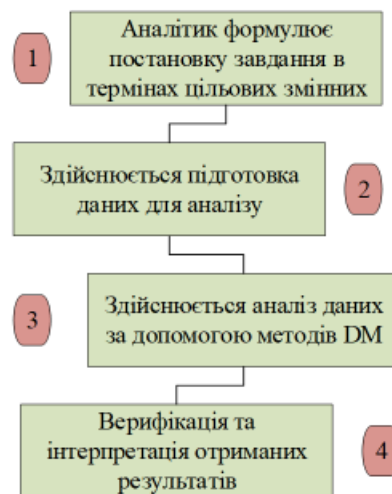 1
Аналітик формулює
постановку завдання в
термінах цільових змінних
Здійснюється підготовка
даних для аналізу
2
3
Здійснюється аналіз даних
за допомогою методів DM
Верифікація та
інтерпретація отриманих
результатів
4